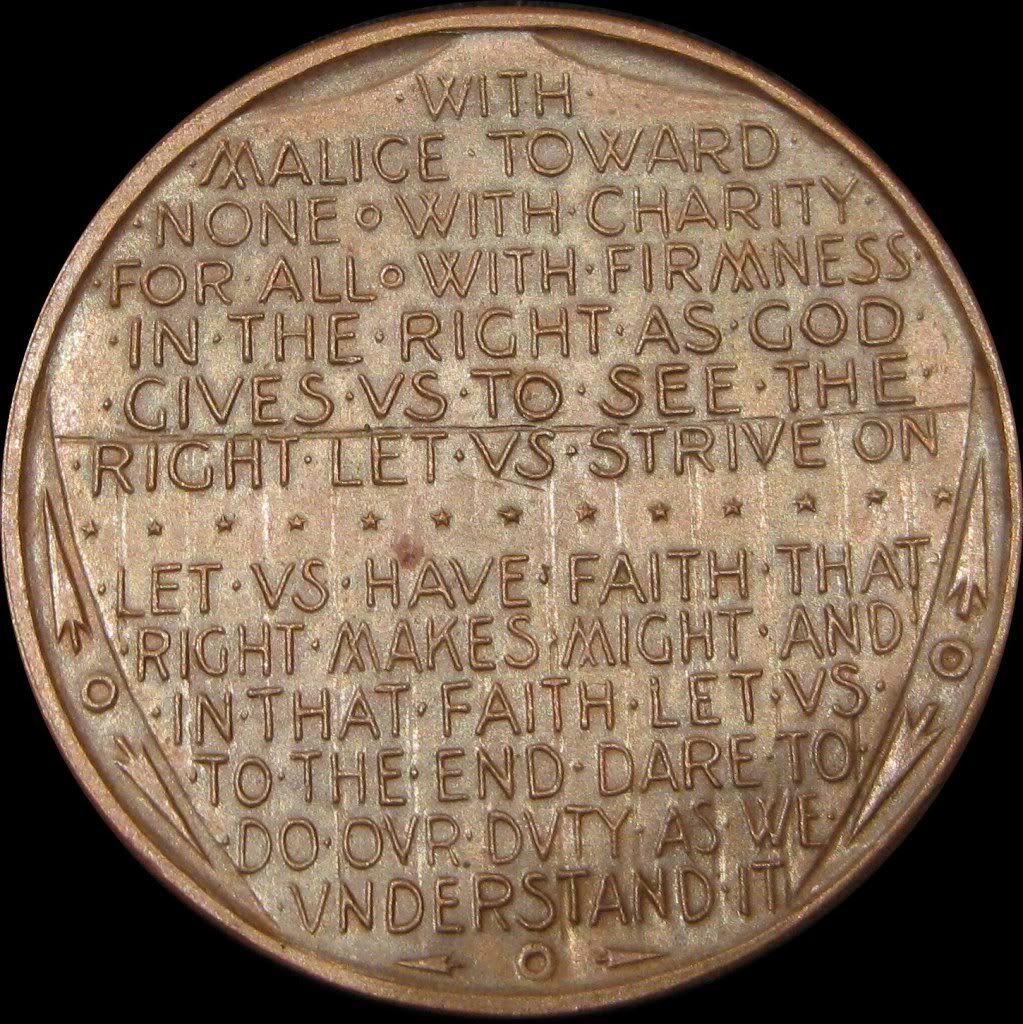 · WITH ·
· MALICE · TOWARD ·
· NONE o WITH · CHARITY ·
· FOR ALL o WITH · FIRMNESS ·
· IN · THE · RIGHT · AS · GOD ·
· GIVES · VS · TO · SEE · THE ·
· RIGHT · LET · VS · STRIVE ON
· LET · VS · HAVE · FAITH · THAT ·
· RIGHT · MAKES · MIGHT · AND ·
· IN · THAT · FAITH · LET · VS ·
· TO · THE · END · DARE · TO ·
· DO · OVR · DVTY · AS · WE ·
· VNDERSTAND · IT ·